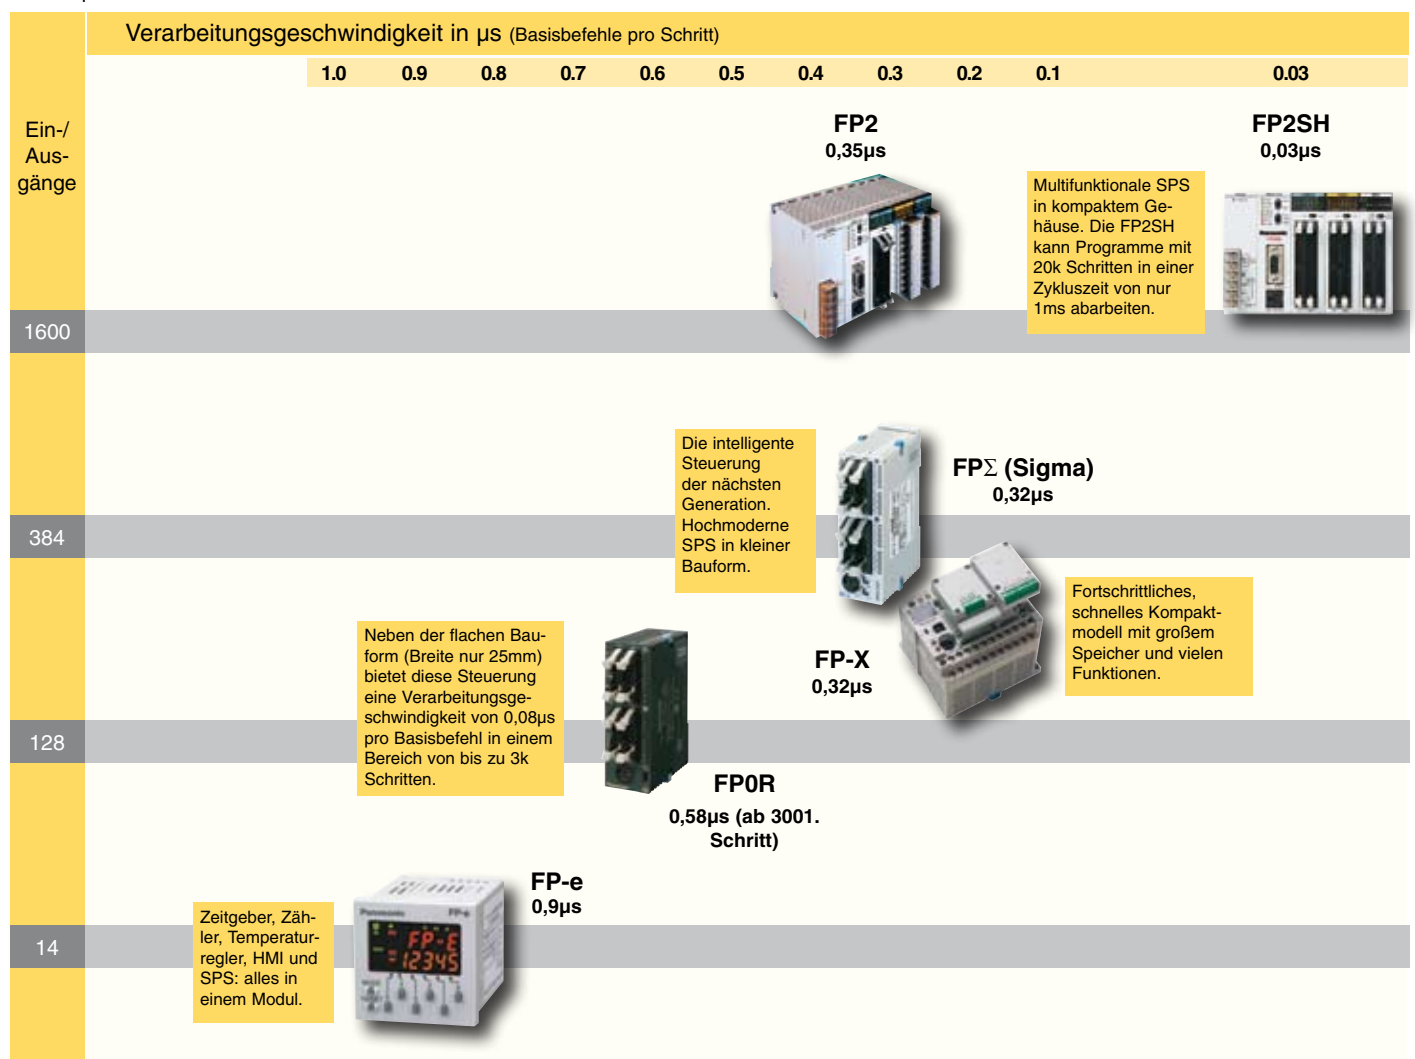 Verarbeitungsgeschwindigkeit in µs (Basisbefehle pro Schritt)
1.0 0.9 0.8 0.7 0.6 0.5 0.4 0.3 0.2 0.1 0.03
Ein-/
Aus-
gänge
FP2
0,35µs
FP2SH
0,03µs
Multifunktionale SPS
in kompaktem Ge-
häuse. Die FP2SH
kann Programme mit
20k Schritten in einer
Zykluszeit von nur
1ms abarbeiten.
1600
Die intelligente
Steuerung
der nächsten
Generation.
Hochmoderne
SPS in kleiner
Bauform.
FPΣ (Sigma)
0,32µs
384
Fortschrittliches,
schnelles Kompakt-
modell mit großem
Speicher und vielen
Funktionen.
FP-X
0,32µs
Neben der flachen Bau-
form (Breite nur 25mm)
bietet diese Steuerung
eine Verarbeitungsge-
schwindigkeit von 0,08µs
pro Basisbefehl in einem
Bereich von bis zu 3k
Schritten.
128
FP0R
0,58µs (ab 3001.
Schritt)
FP-e
0,9µs
Zeitgeber, Zäh-
ler, Temperatur-
regler, HMI und
SPS: alles in
einem Modul.
14
Panasonic FP-e
FP-E
12345